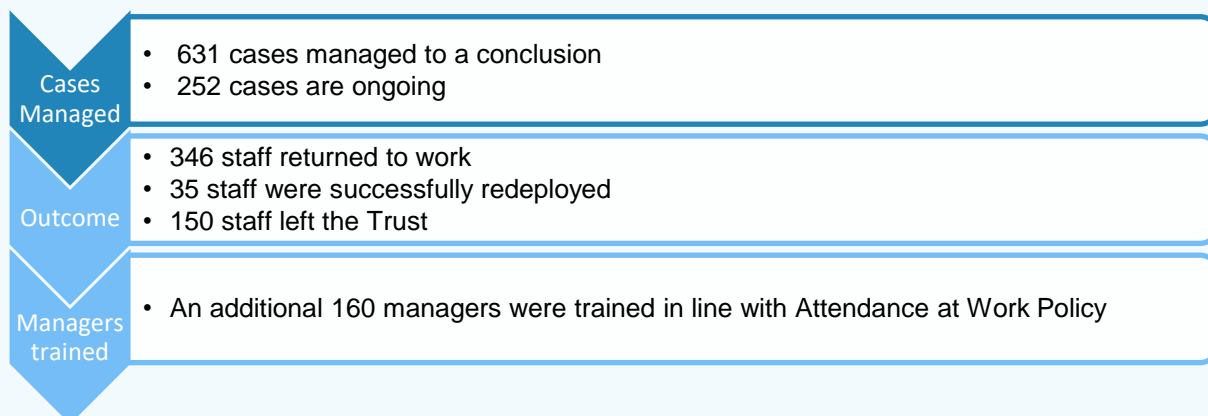 Cases
Managed
• 631 cases managed to a conclusion
• 252 cases are ongoing
Outcome
• 346 staff returned to work
• 35 staff were successfully redeployed
• 150 staff left the Trust
Managers
trained
• An additional 160 managers were trained in line with Attendance at Work Policy